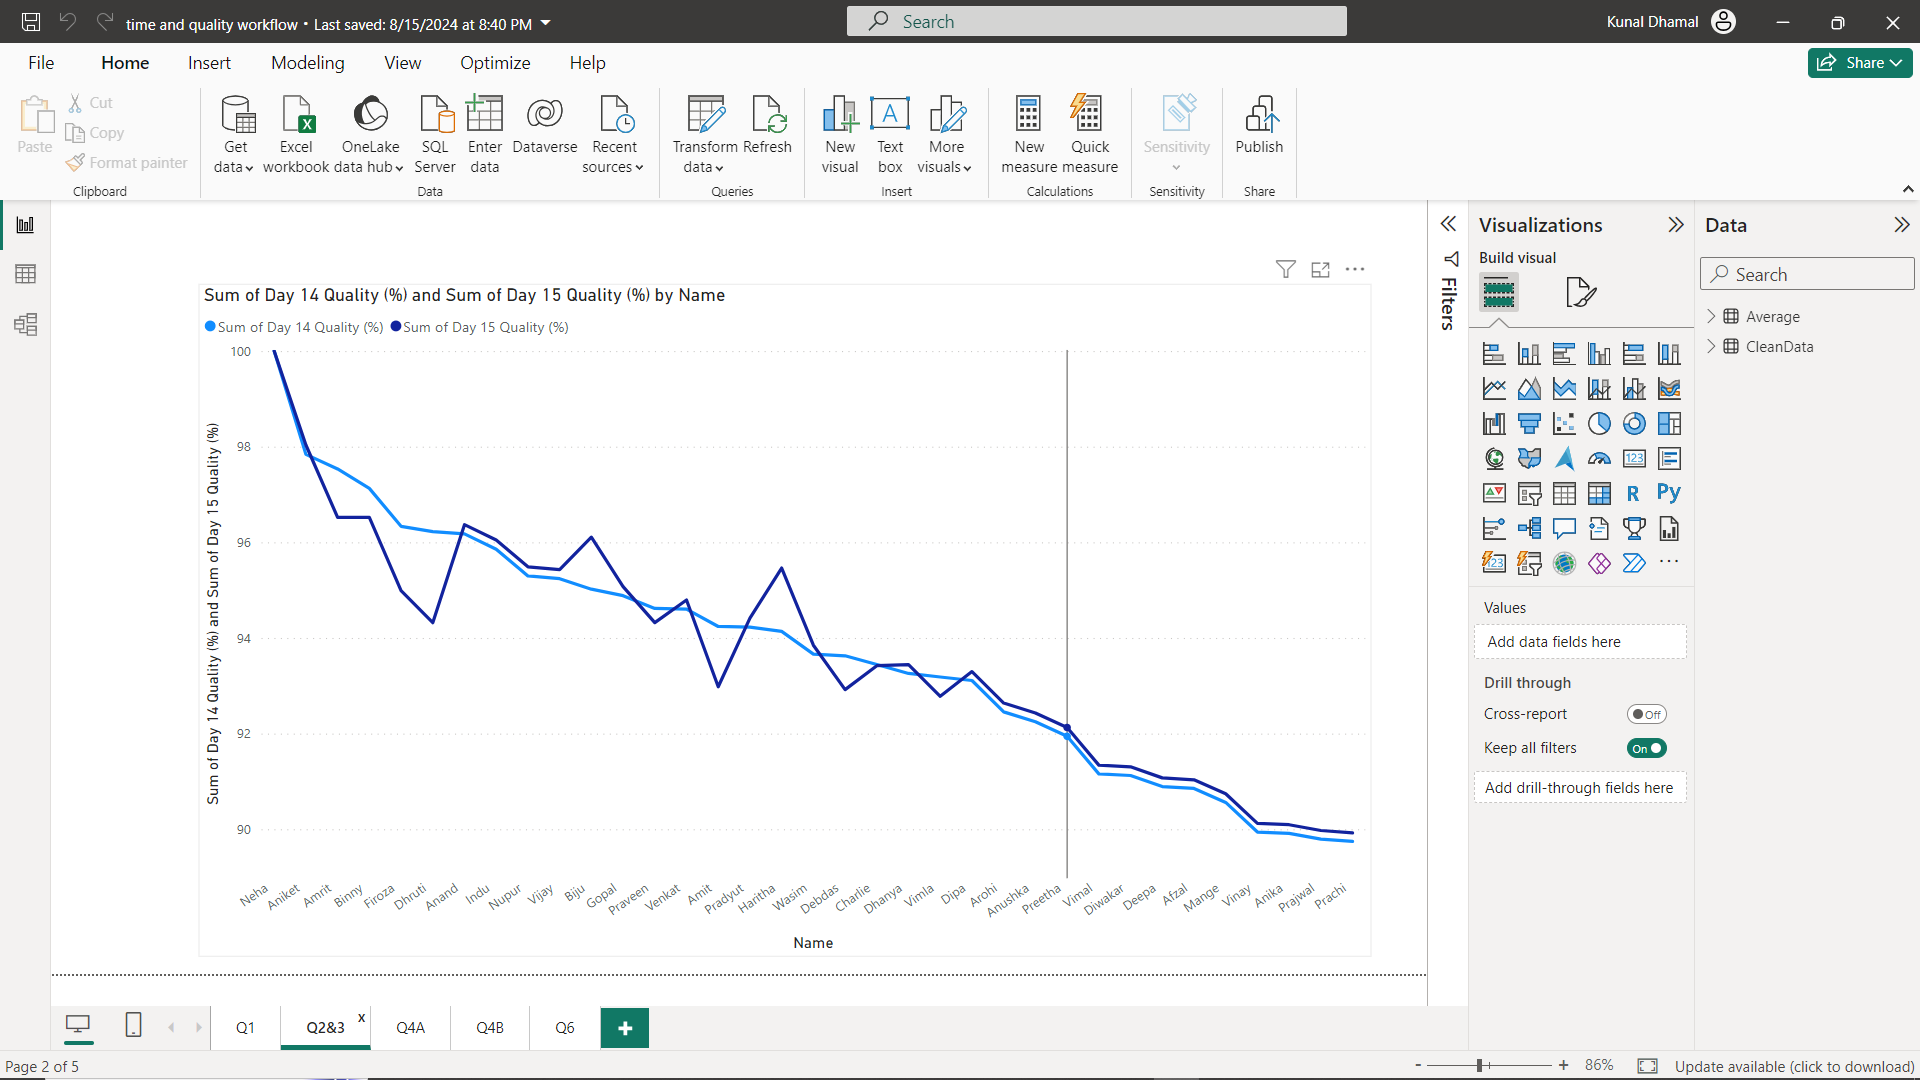 time and quality workflow • Last saved: 8/15/2024 at 8:40 PM
Search
Kunal Dhamal
File Home Insert Modeling View Optimize Help
Share
Paste
Cut
Copy
Format painter
Clipboard
Get data
Excel workbook
OneLake data hub
SQL Server
Enter data
Dataverse
Recent sources
Data
Transform data
Refresh
Queries
New visual
Text box
More visuals
Insert
New measure
Quick measure
Calculations
Sensitivity
Sensitivity
Publish
Share
Sum of Day 14 Quality (%) and Sum of Day 15 Quality (%) by Name
Sum of Day 14 Quality (%) Sum of Day 15 Quality (%)
Sum of Day 14 Quality (%) and Sum of Day 15 Quality (%)
100
98
96
94
92
90
Neha Aniket Amrit Binny Firoza Dhruti Anand Indu Nupur Vijay Biju Gopal Praveen Venkat Amit Pradyut Haritha Wasim Debdas Charlie Dhanya Vimla Dipa Arohi Anushka Preetha Vimal Diwakar Deepa Afzal Mange Vinay Anika Prajwal Prachi
Name
Filters
Visualizations
Build visual
123
R
Py
123
Values
Add data fields here
Drill through
Cross-report
Off
Keep all filters
On
Add drill-through fields here
Data
Search
Average
CleanData
Q1 Q2&3 x Q4A Q4B Q6 +
Page 2 of 5
- + 86%
Update available (click to download)